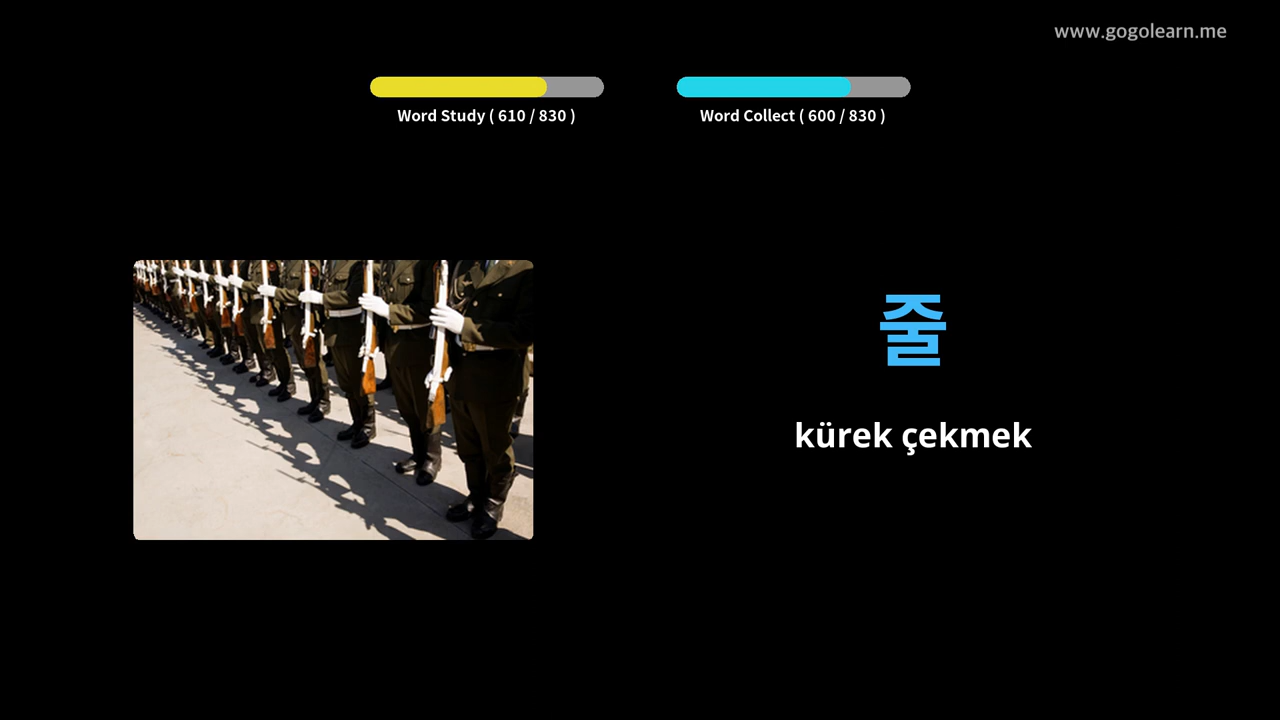 www.gogolearn.me
Word Study ( 610 / 830 )
Word Collect ( 600 / 830 )
줄
kürek çekmek